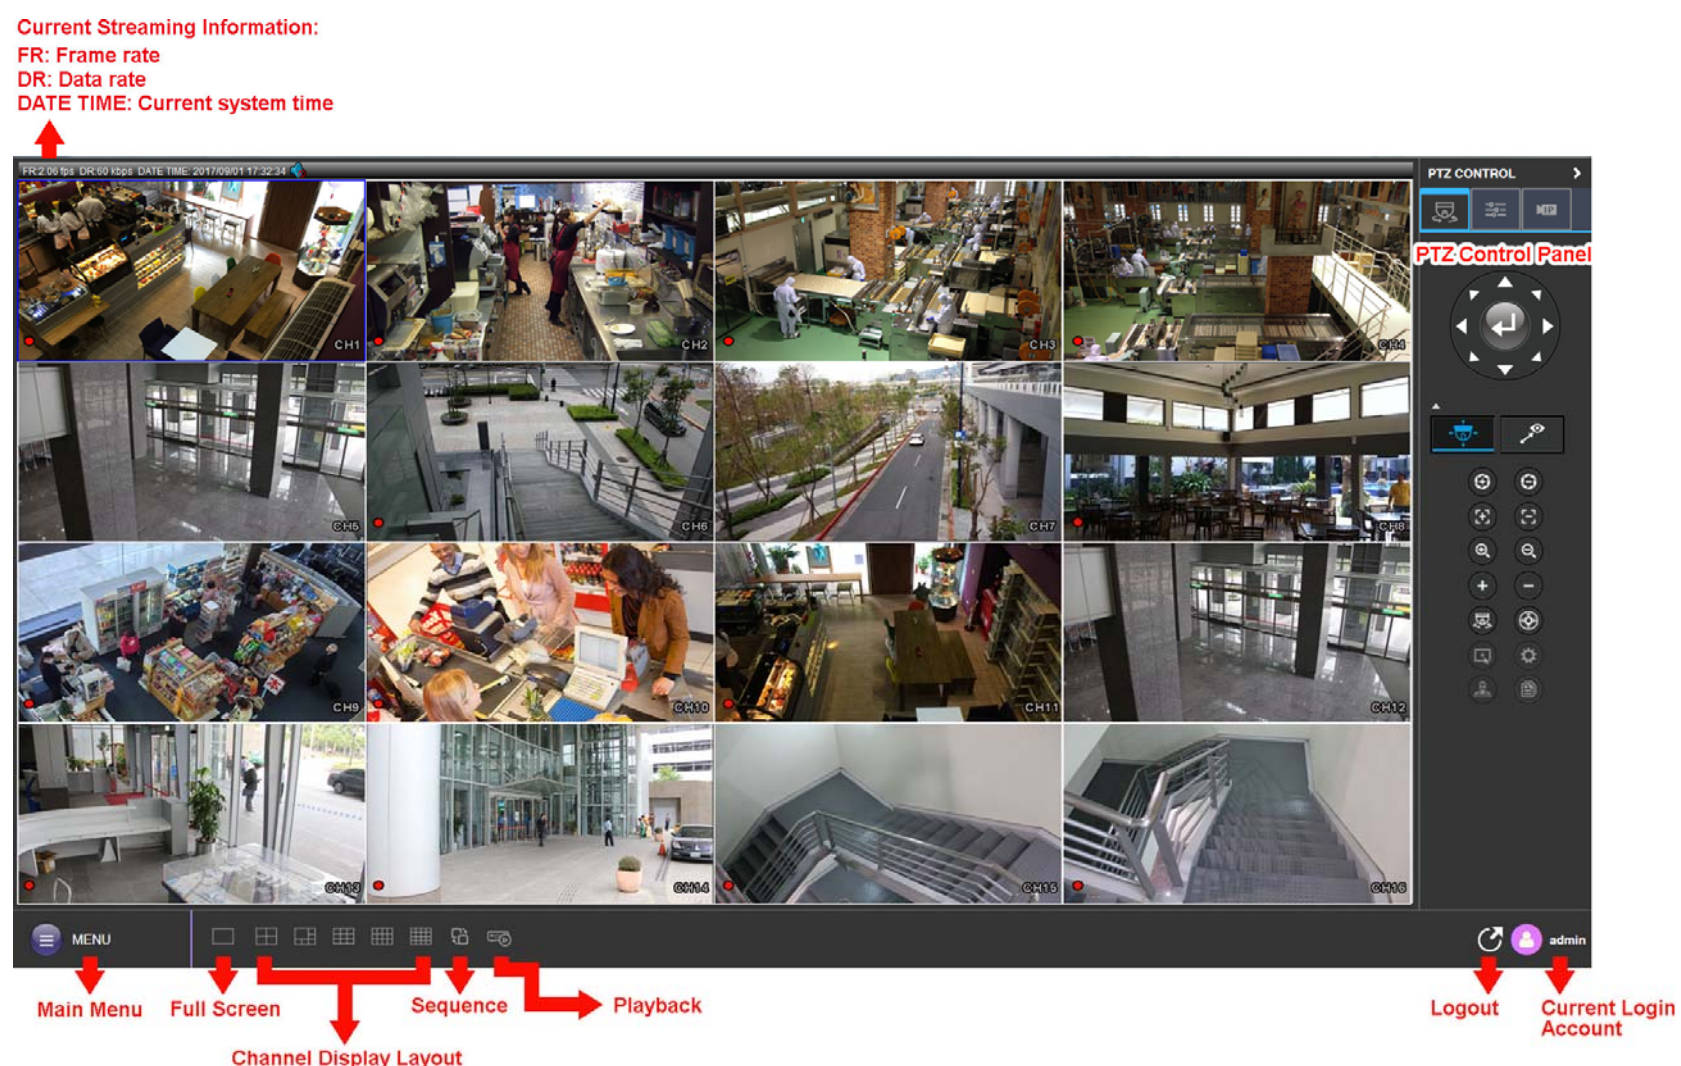 Current Streaming Information:
FR: Frame rate
DR: Data rate
DATE TIME: Current system time
FR:2.06 fps DR:60 kbps DATE TIME: 2017/09/01 17:32:34
PTZ CONTROL
IP
PTZ Control Panel
CH1
CH2
CH3
CH4
CH5
CH6
CH7
CH8
CH9
CH10
CH11
CH12
CH13
CH14
CH15
CH16
MENU
admin
Main Menu
Full Screen
Sequence
Playback
Logout
Current Login
Account
Channel Display Layout